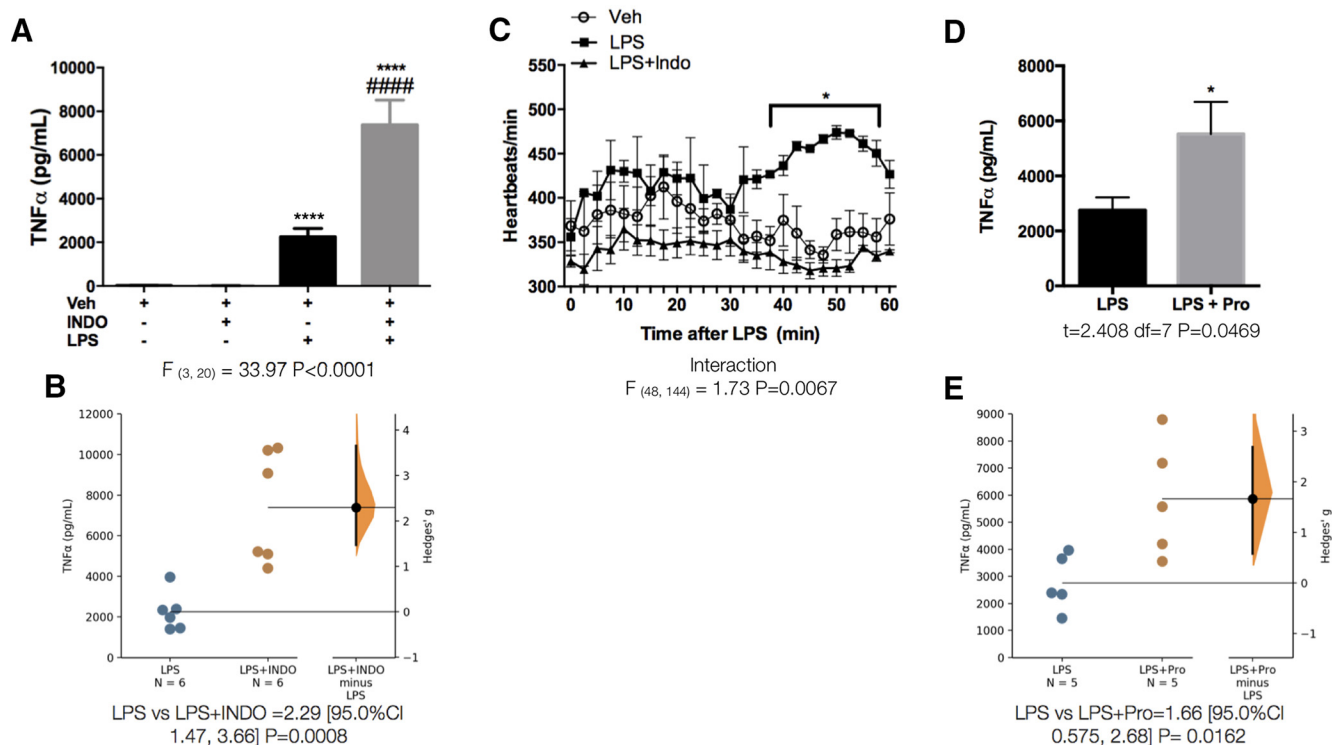 A
TNFα (pg/mL)
10000
8000
6000
4000
2000
0
****
****
####
Veh + + + +
INDO - + - +
LPS - - + +
F (3, 20) = 33.97 P<0.0001
B
TNFα (pg/mL)
12000
10000
8000
6000
4000
2000
0
4
3
2
1
0
−1
Hedges' g
LPS
N = 6
LPS+INDO
N = 6
LPS+INDO
minus
LPS
LPS vs LPS+INDO =2.29 [95.0%CI
1.47, 3.66] P=0.0008
C
Veh
LPS
LPS+Indo
Heartbeats/min
550
500
450
400
350
300
*
0 10 20 30 40 50 60
Time after LPS (min)
Interaction
F (48, 144) = 1.73 P=0.0067
D
TNFα (pg/mL)
8000
6000
4000
2000
0
*
LPS LPS + Pro
t=2.408 df=7 P=0.0469
E
TNFα (pg/mL)
9000
8000
7000
6000
5000
4000
3000
2000
1000
0
3
2
1
0
−1
Hedges' g
LPS
N = 5
LPS+Pro
N = 5
LPS+Pro
minus
LPS
LPS vs LPS+Pro=1.66 [95.0%CI
0.575, 2.68] P= 0.0162